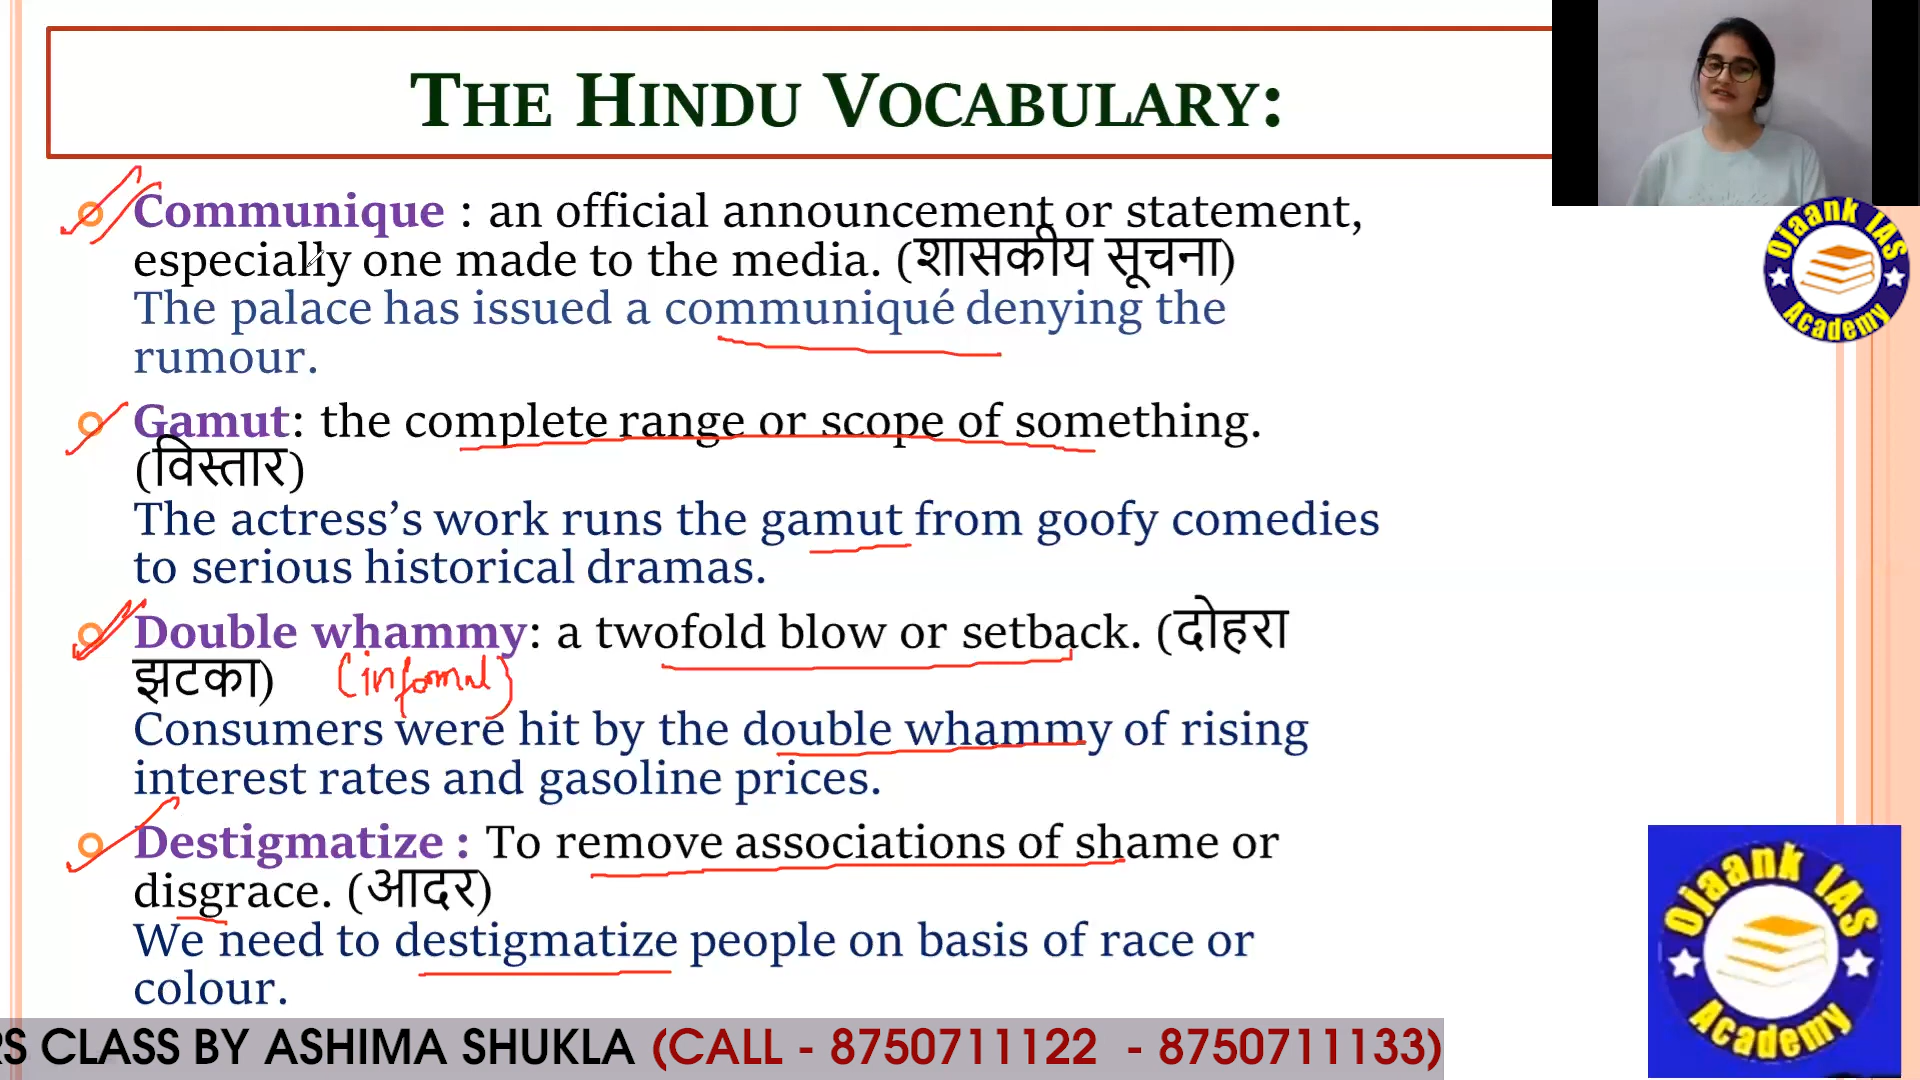 THE HINDU VOCABULARY:
Communique : an official announcement or statement,
especially one made to the media. (शासकीय सूचना)
The palace has issued a communiqué denying the
rumour.
Gamut: the complete range or scope of something.
(विस्तार)
The actress’s work runs the gamut from goofy comedies
to serious historical dramas.
Double whammy: a twofold blow or setback. (दोहरा
झटका) (informal)
Consumers were hit by the double whammy of rising
interest rates and gasoline prices.
Destigmatize : To remove associations of shame or
disgrace. (आदर)
We need to destigmatize people on basis of race or
colour.
RS CLASS BY ASHIMA SHUKLA (CALL - 8750711122 - 8750711133)
Ojaank IAS
Academy
Ojaank IAS
Academy